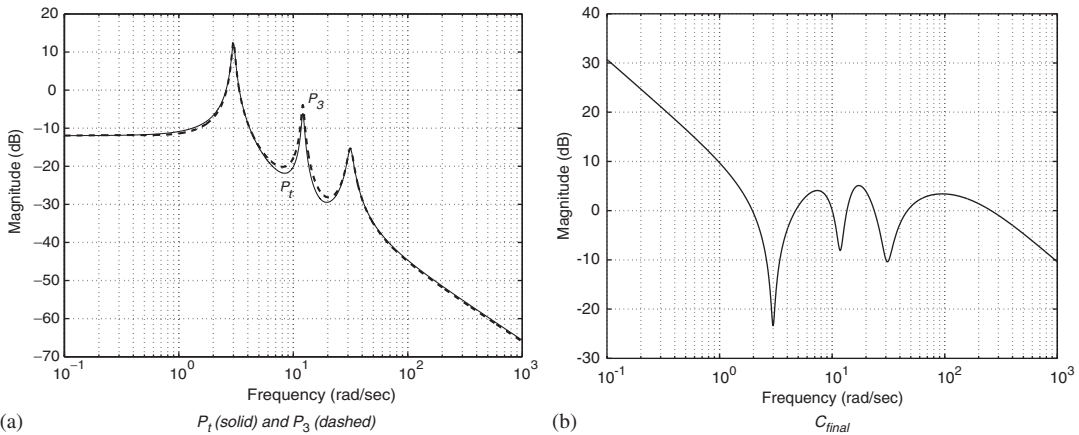 20
10
0
−10
−20
−30
−40
−50
−60
−70
Magnitude (dB)
P3
Pt
10−1
100
101
102
103
Frequency (rad/sec)
(a)
Pt (solid) and P3 (dashed)
40
30
20
10
0
-10
-20
-30
Magnitude (dB)
10-1
100
101
102
103
Frequency (rad/sec)
(b)
Cfinal